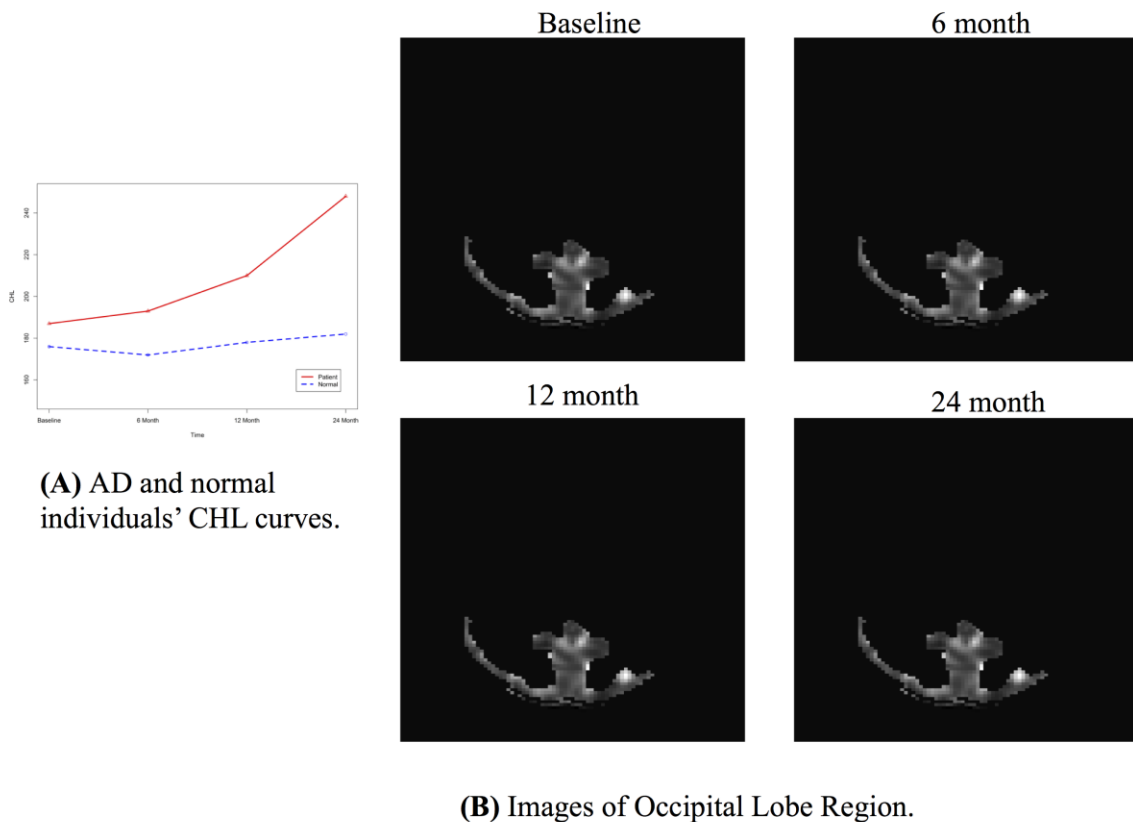 Baseline
6 month
CHL
240
220
200
180
160
Patient
Normal
Baseline
6 Month
12 Month
24 Month
Time
(A) AD and normal
individuals’ CHL curves.
12 month
24 month
(B) Images of Occipital Lobe Region.